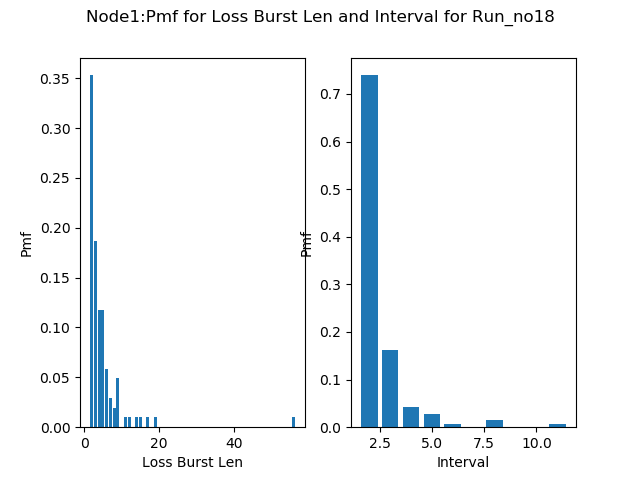 Node1:Pmf for Loss Burst Len and Interval for Run_no18
0.35
0.30
0.25
0.20
0.15
0.10
0.05
0.00
Pmf
0 20 40
Loss Burst Len
0.7
0.6
0.5
0.4
0.3
0.2
0.1
0.0
Pmf
2.5 5.0 7.5 10.0
Interval